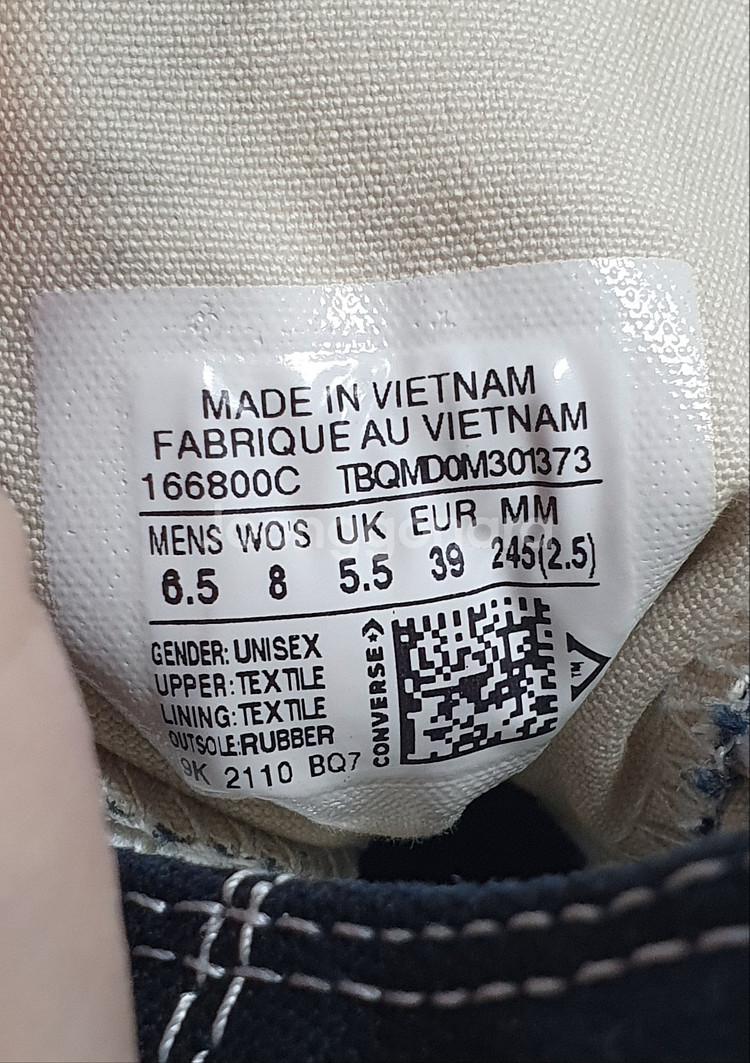 MADE IN VIETNAM
FABRIQUE AU VIETNAM
166800C TBQMD0M301373
MENS WO'S UK EUR MM
6.5 8 5.5 39 245(2.5)
GENDER: UNISEX
UPPER: TEXTILE
LINING: TEXTILE
OUTSOLE:RUBBER
9K 2110 BQ7
CONVERSE
TM